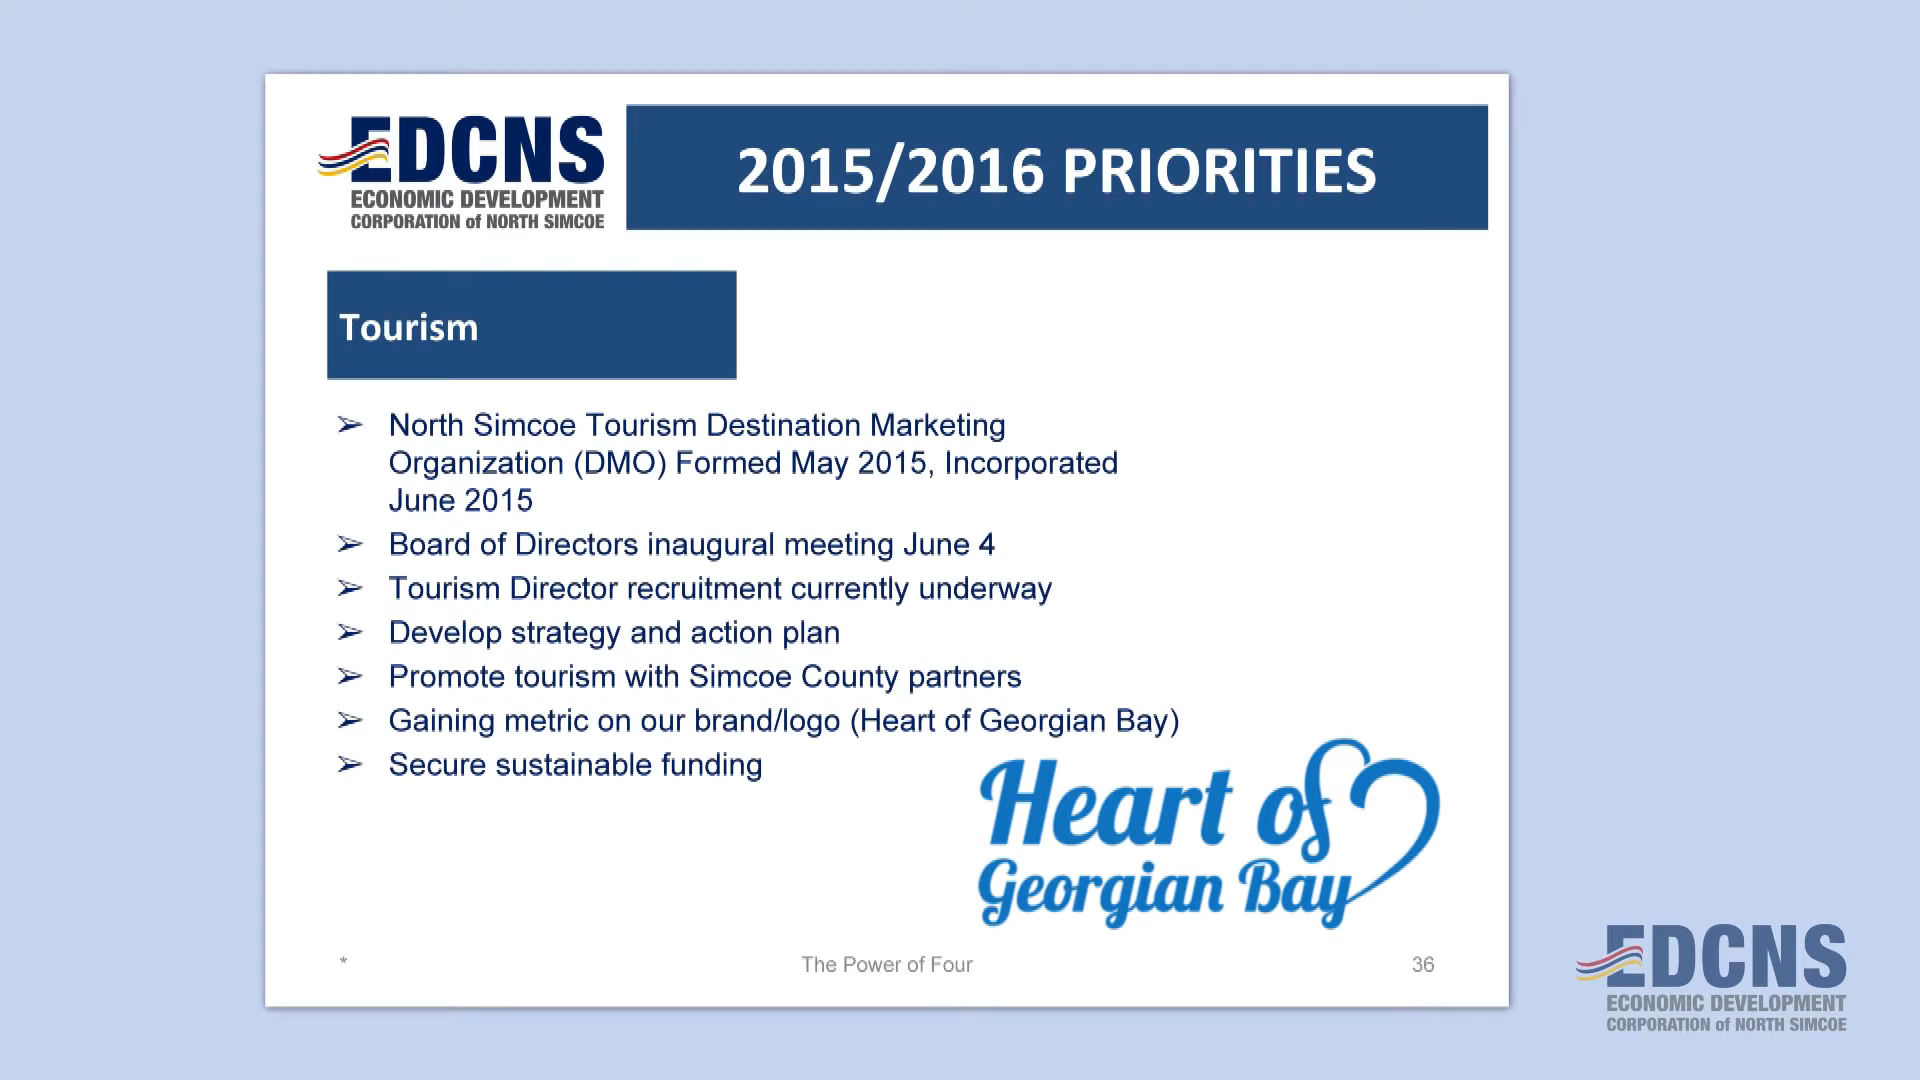 EDCNS
ECONOMIC DEVELOPMENT
CORPORATION of NORTH SIMCOE
2015/2016 PRIORITIES
Tourism
➢ North Simcoe Tourism Destination Marketing
Organization (DMO) Formed May 2015, Incorporated
June 2015
➢ Board of Directors inaugural meeting June 4
➢ Tourism Director recruitment currently underway
➢ Develop strategy and action plan
➢ Promote tourism with Simcoe County partners
➢ Gaining metric on our brand/logo (Heart of Georgian Bay)
➢ Secure sustainable funding
Heart of
Georgian Bay
* The Power of Four 36
EDCNS
ECONOMIC DEVELOPMENT
CORPORATION of NORTH SIMCOE